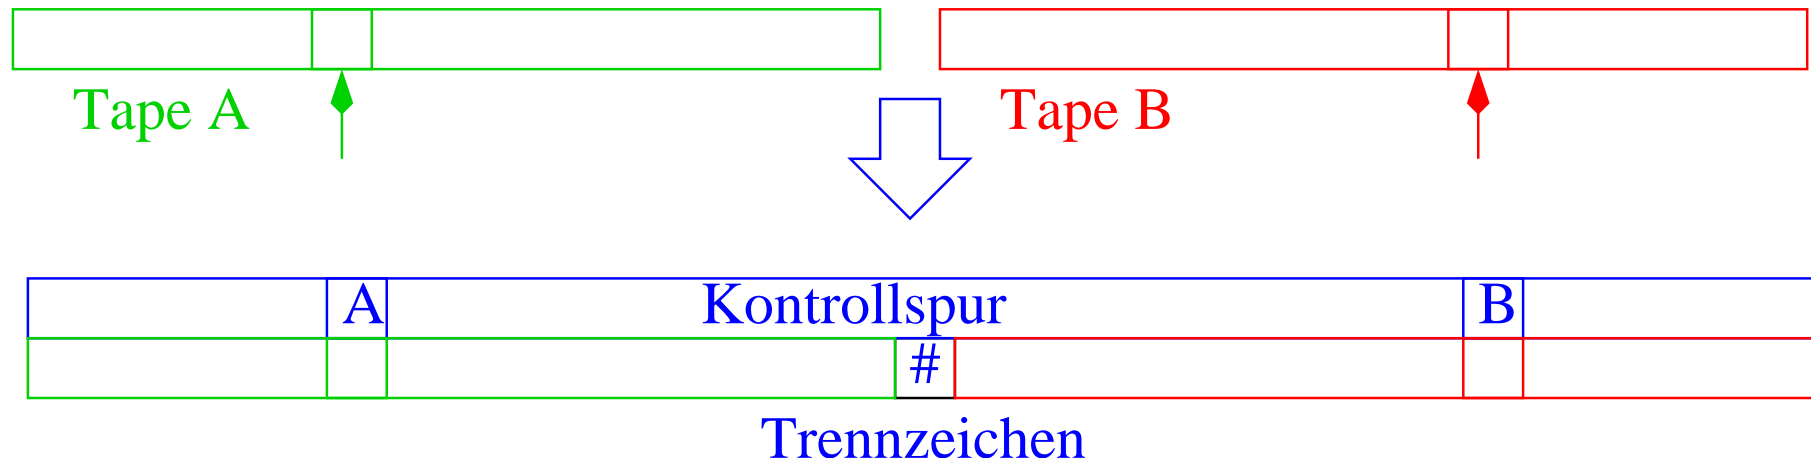 Tape A
Tape B
A
Kontrollspur
B
#
Trennzeichen